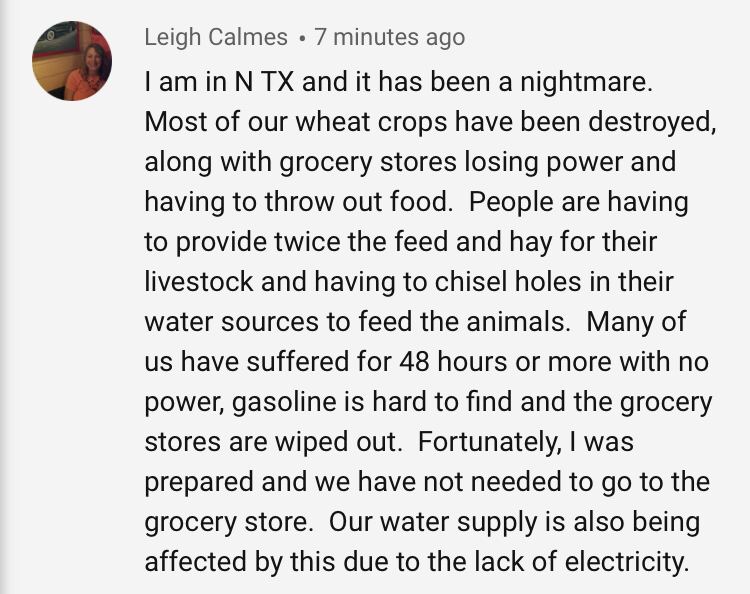 Leigh Calmes • 7 minutes ago
I am in N TX and it has been a nightmare.
Most of our wheat crops have been destroyed,
along with grocery stores losing power and
having to throw out food.  People are having
to provide twice the feed and hay for their
livestock and having to chisel holes in their
water sources to feed the animals.  Many of
us have suffered for 48 hours or more with no
power, gasoline is hard to find and the grocery
stores are wiped out.  Fortunately, I was
prepared and we have not needed to go to the
grocery store.  Our water supply is also being
affected by this due to the lack of electricity.